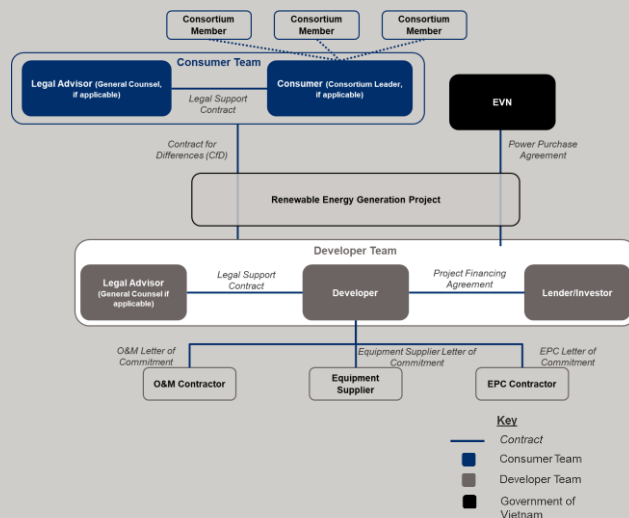 Consortium
Member
Consortium
Member
Consortium
Member
Consumer Team
Legal Advisor (General Counsel,
if applicable)
Legal Support
Contract
Consumer (Consortium Leader,
if applicable)
EVN
Contract for
Differences (CfD)
Power Purchase
Agreement
Renewable Energy Generation Project
Developer Team
Legal Advisor
(General Counsel if
applicable)
Legal Support
Contract
Developer
Project Financing
Agreement
Lender/Investor
O&M Letter of
Commitment
Equipment Supplier Letter of
Commitment
EPC Letter of
Commitment
O&M Contractor
Equipment
Supplier
EPC Contractor
Key
Contract
Consumer Team
Developer Team
Government of
Vietnam